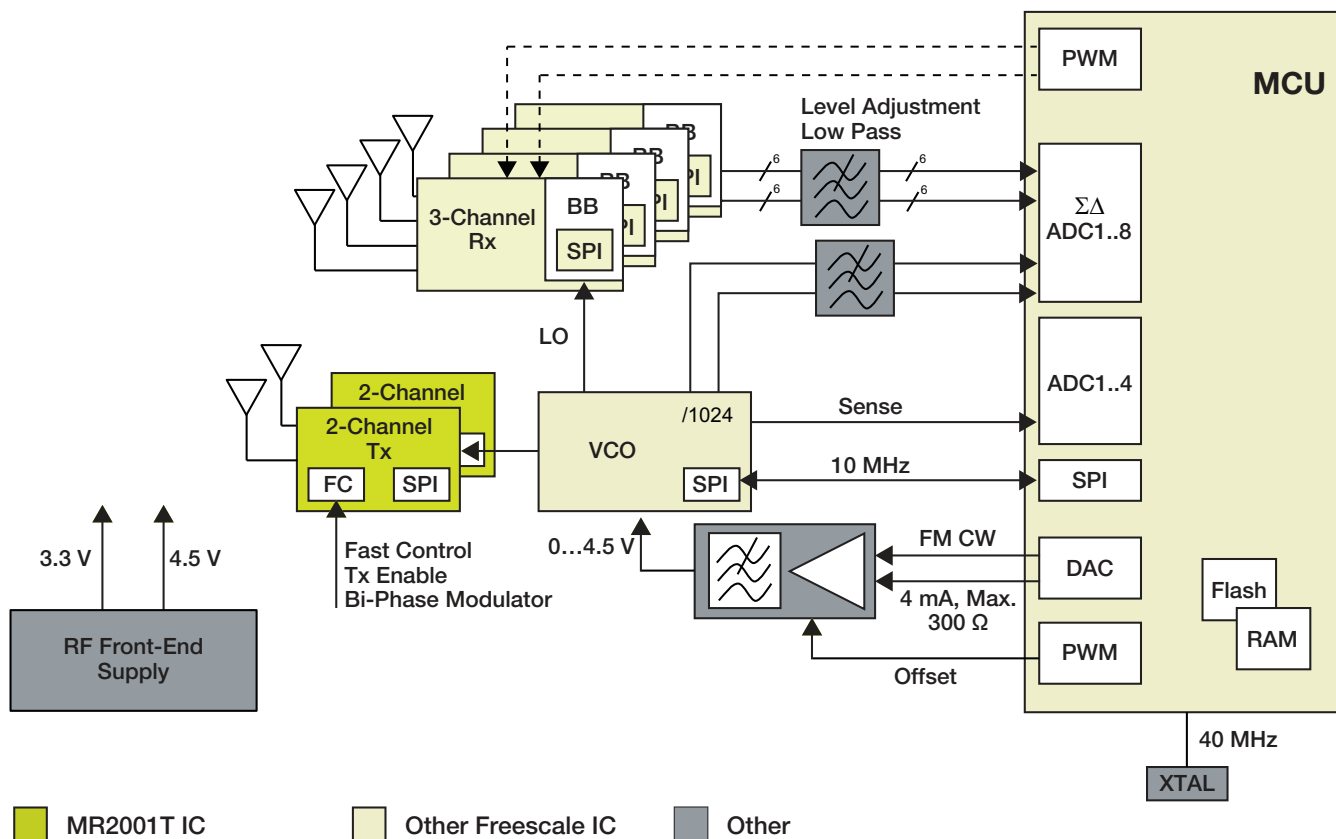 PWM
MCU
Level Adjustment
Low Pass
BB
BB
BB
BB
6
6
6
6
3-Channel
Rx
SPI
PI
PI
PI
ΣΔ
ADC1..8
LO
2-Channel
2-Channel
Tx
FC
SPI
/1024
VCO
SPI
Sense
ADC1..4
10 MHz
SPI
3.3 V
4.5 V
Fast Control
Tx Enable
Bi-Phase Modulator
0…4.5 V
FM CW
4 mA, Max.
300 Ω
DAC
Flash
RAM
RF Front-End
Supply
Offset
PWM
40 MHz
XTAL
MR2001T IC
Other Freescale IC
Other